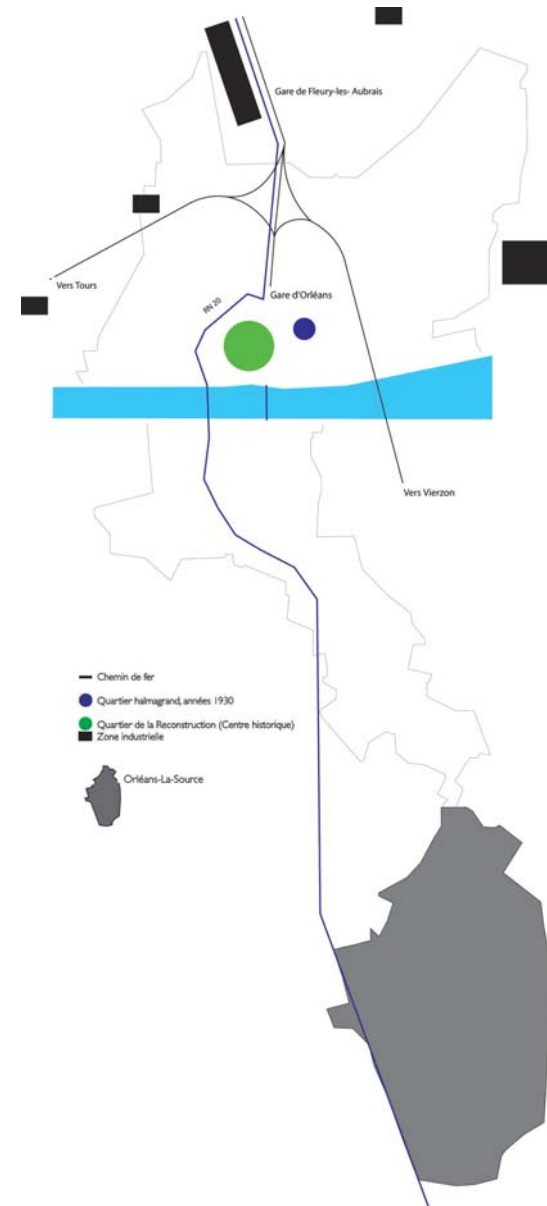 Gare de Fleury-les- Aubrais
Vers Tours
RN 20
Gare d'Orléans
Vers Vierzon
Chemin de fer
Quartier halmagrand, années 1930
Quartier de la Reconstruction (Centre historique)
Zone industrielle
Orléans-La-Source